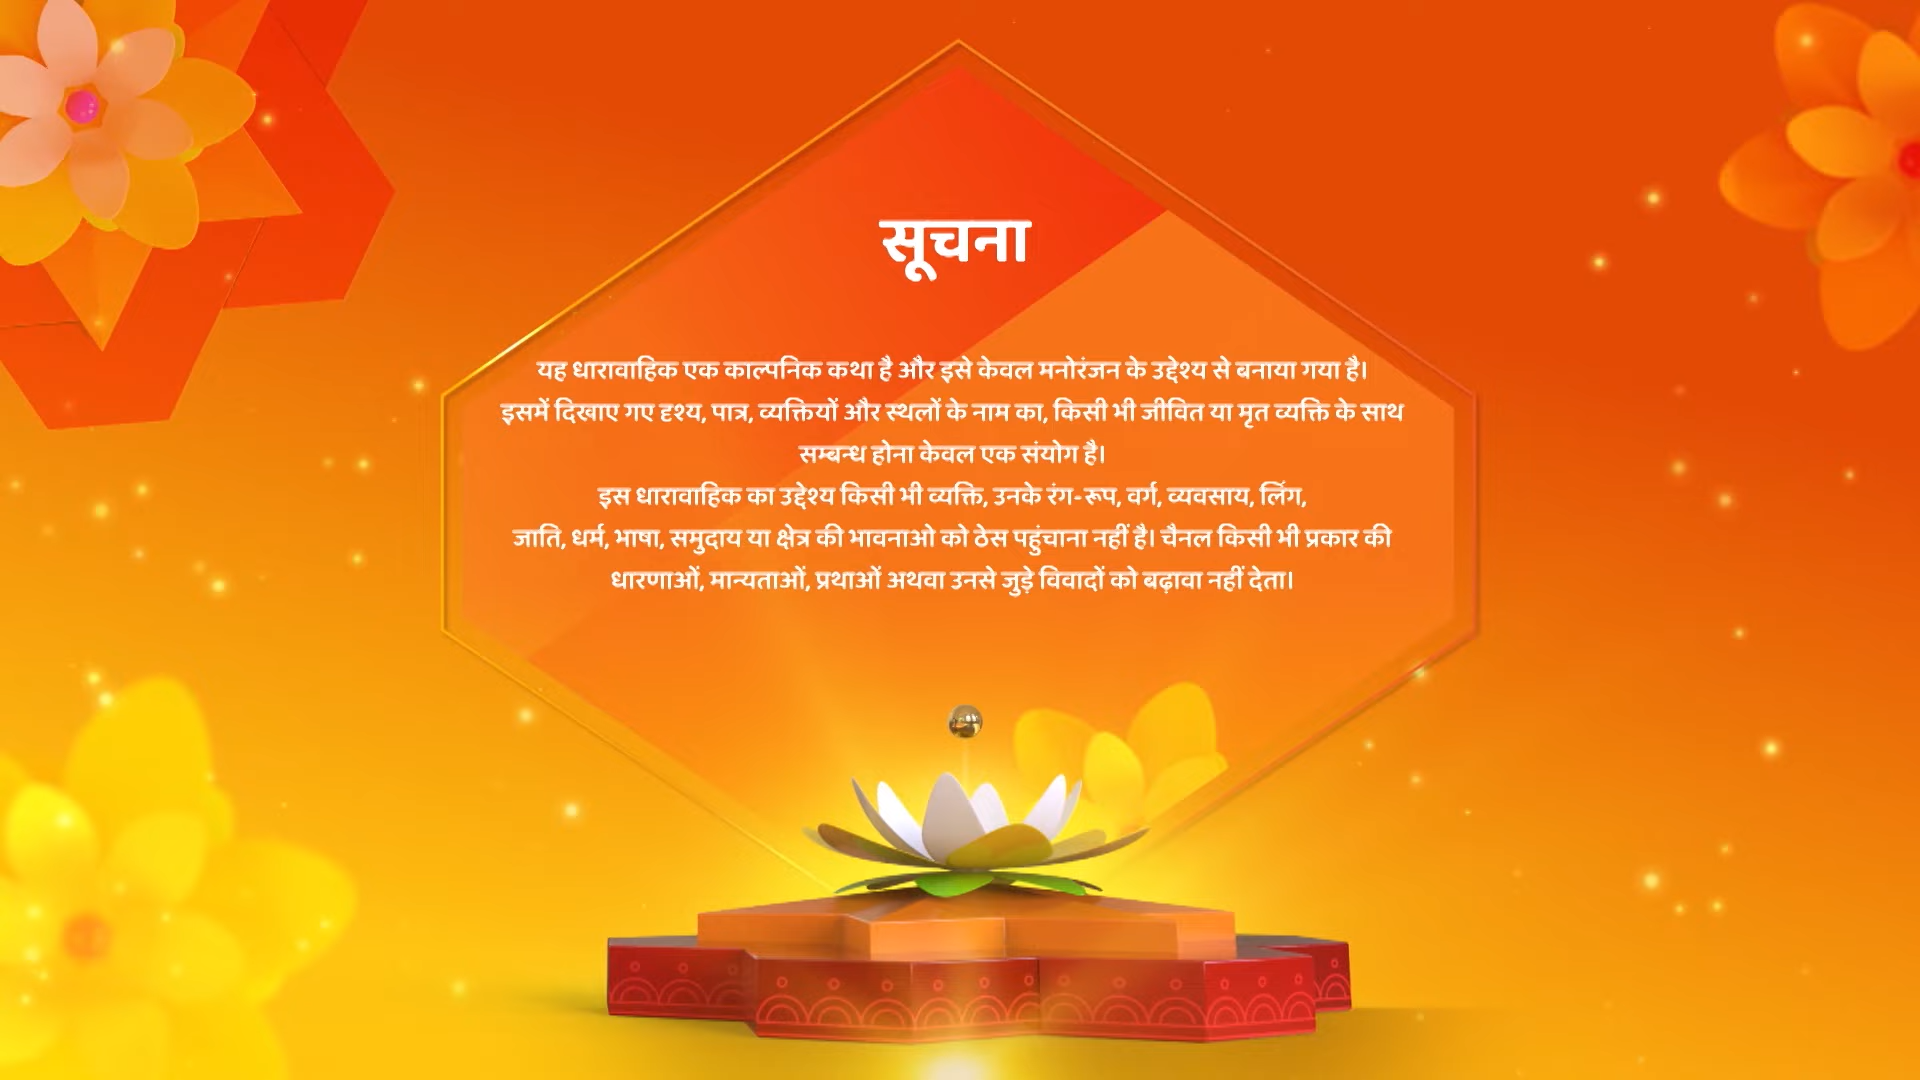 सूचना
यह धारावाहिक एक काल्पनिक कथा है और इसे केवल मनोरंजन के उद्देश्य से बनाया गया है।
इसमें दिखाए गए दृश्य, पात्र, व्यक्तियों और स्थलों के नाम का, किसी भी जीवित या मृत व्यक्ति के साथ
सम्बन्ध होना केवल एक संयोग है।
इस धारावाहिक का उद्देश्य किसी भी व्यक्ति, उनके रंग-रूप, वर्ग, व्यवसाय, लिंग,
जाति, धर्म, भाषा, समुदाय या क्षेत्र की भावनाओ को ठेस पहुंचाना नहीं है। चैनल किसी भी प्रकार की
धारणाओं, मान्यताओं, प्रथाओं अथवा उनसे जुड़े विवादों को बढ़ावा नहीं देता।